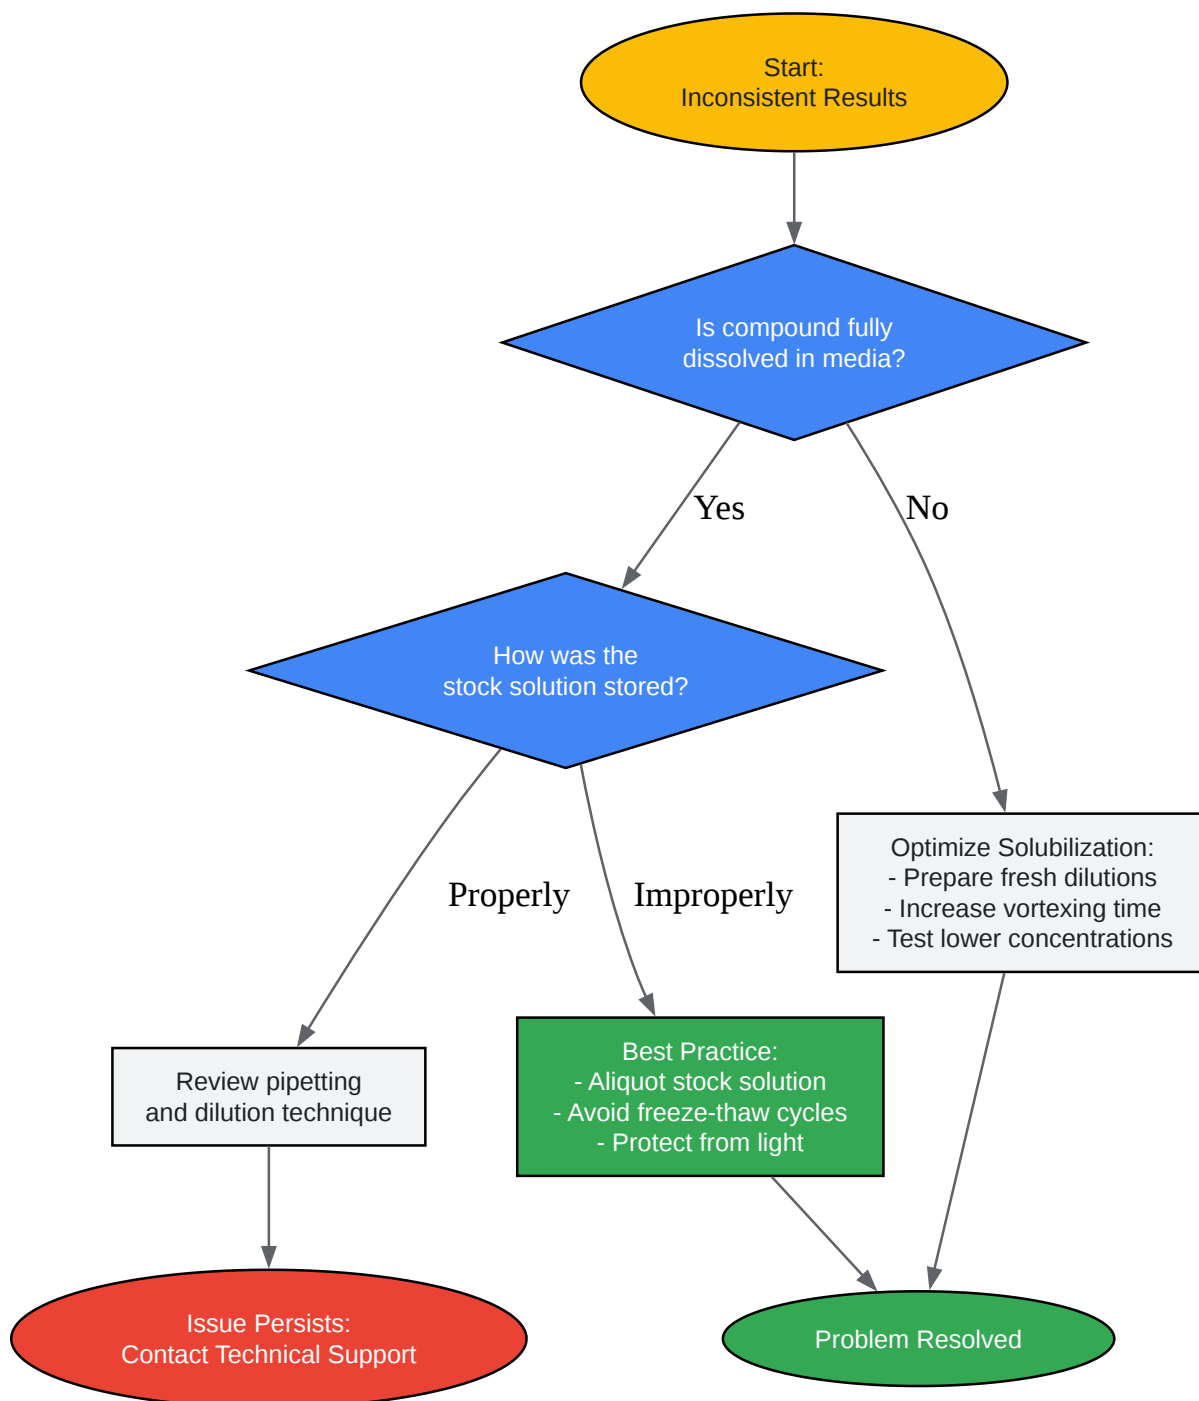 Start:
Inconsistent Results
Is compound fully
dissolved in media?
Yes
No
How was the
stock solution stored?
Properly
Improperly
Optimize Solubilization:
- Prepare fresh dilutions
- Increase vortexing time
- Test lower concentrations
Review pipetting
and dilution technique
Best Practice:
- Aliquot stock solution
- Avoid freeze-thaw cycles
- Protect from light
Issue Persists:
Contact Technical Support
Problem Resolved